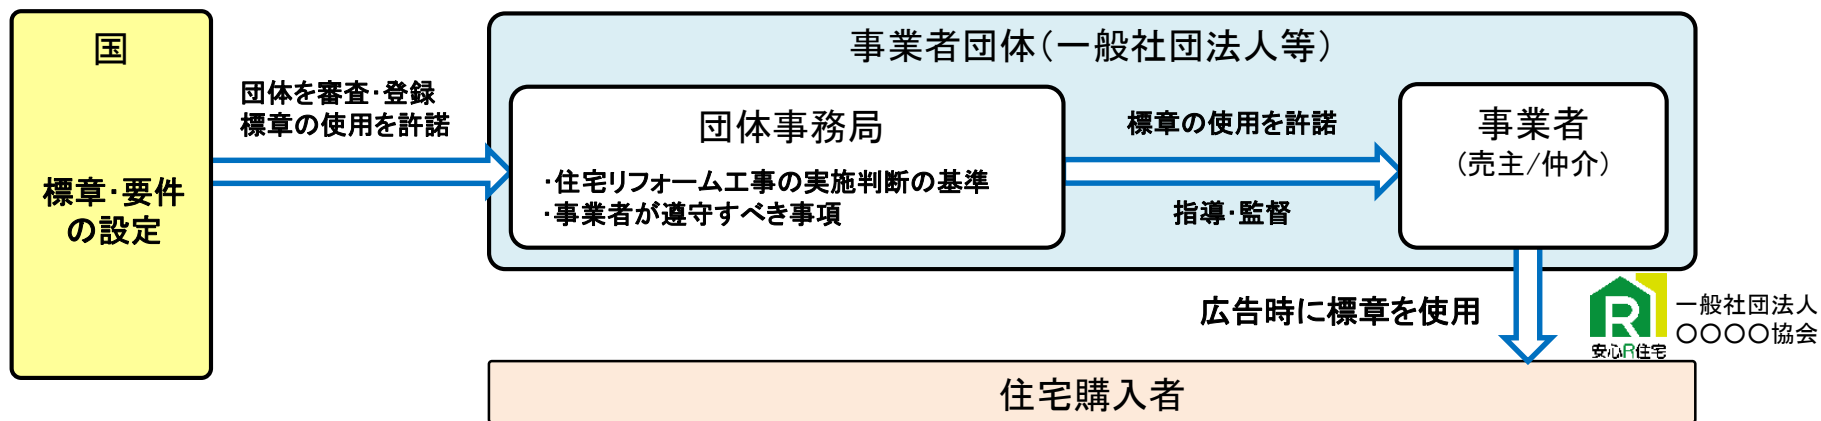 国
標章・要件
の設定
団体を審査・登録
標章の使用を許諾
事業者団体(一般社団法人等)
団体事務局
・住宅リフォーム工事の実施判断の基準
・事業者が遵守すべき事項
標章の使用を許諾
指導・監督
事業者
(売主/仲介)
広告時に標章を使用
R
安心R住宅
一般社団法人
〇〇〇〇協会
住宅購入者